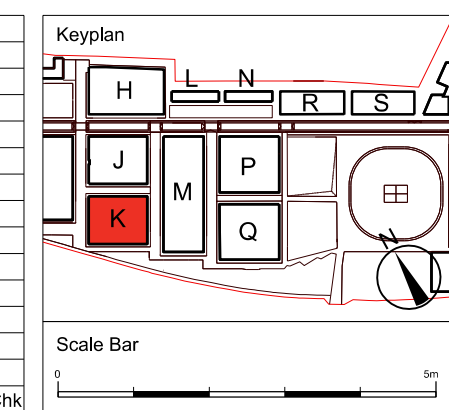 Keyplan
L N
H R S
J P
M
K Q
N
Scale Bar
0 5m
Chk